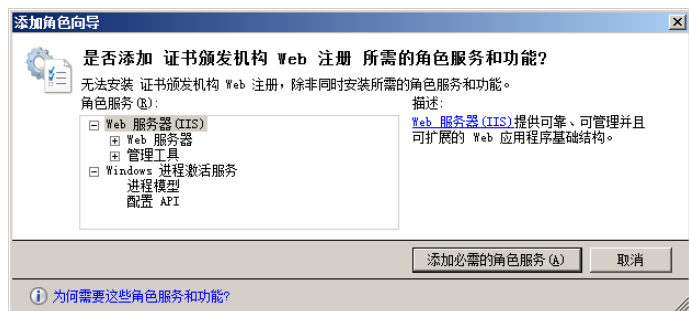 添加角色向导
是否添加 证书颁发机构 Web 注册 所需的角色服务和功能?
无法安装 证书颁发机构 Web 注册，除非同时安装所需的角色服务和功能。
角色服务(R):
Web 服务器(IIS)
Web 服务器
管理工具
Windows 进程激活服务
进程模型
配置 API
描述:
Web 服务器(IIS)提供可靠、可管理并且
可扩展的 Web 应用程序基础结构。
添加必需的角色服务(A)
取消
为何需要这些角色服务和功能?